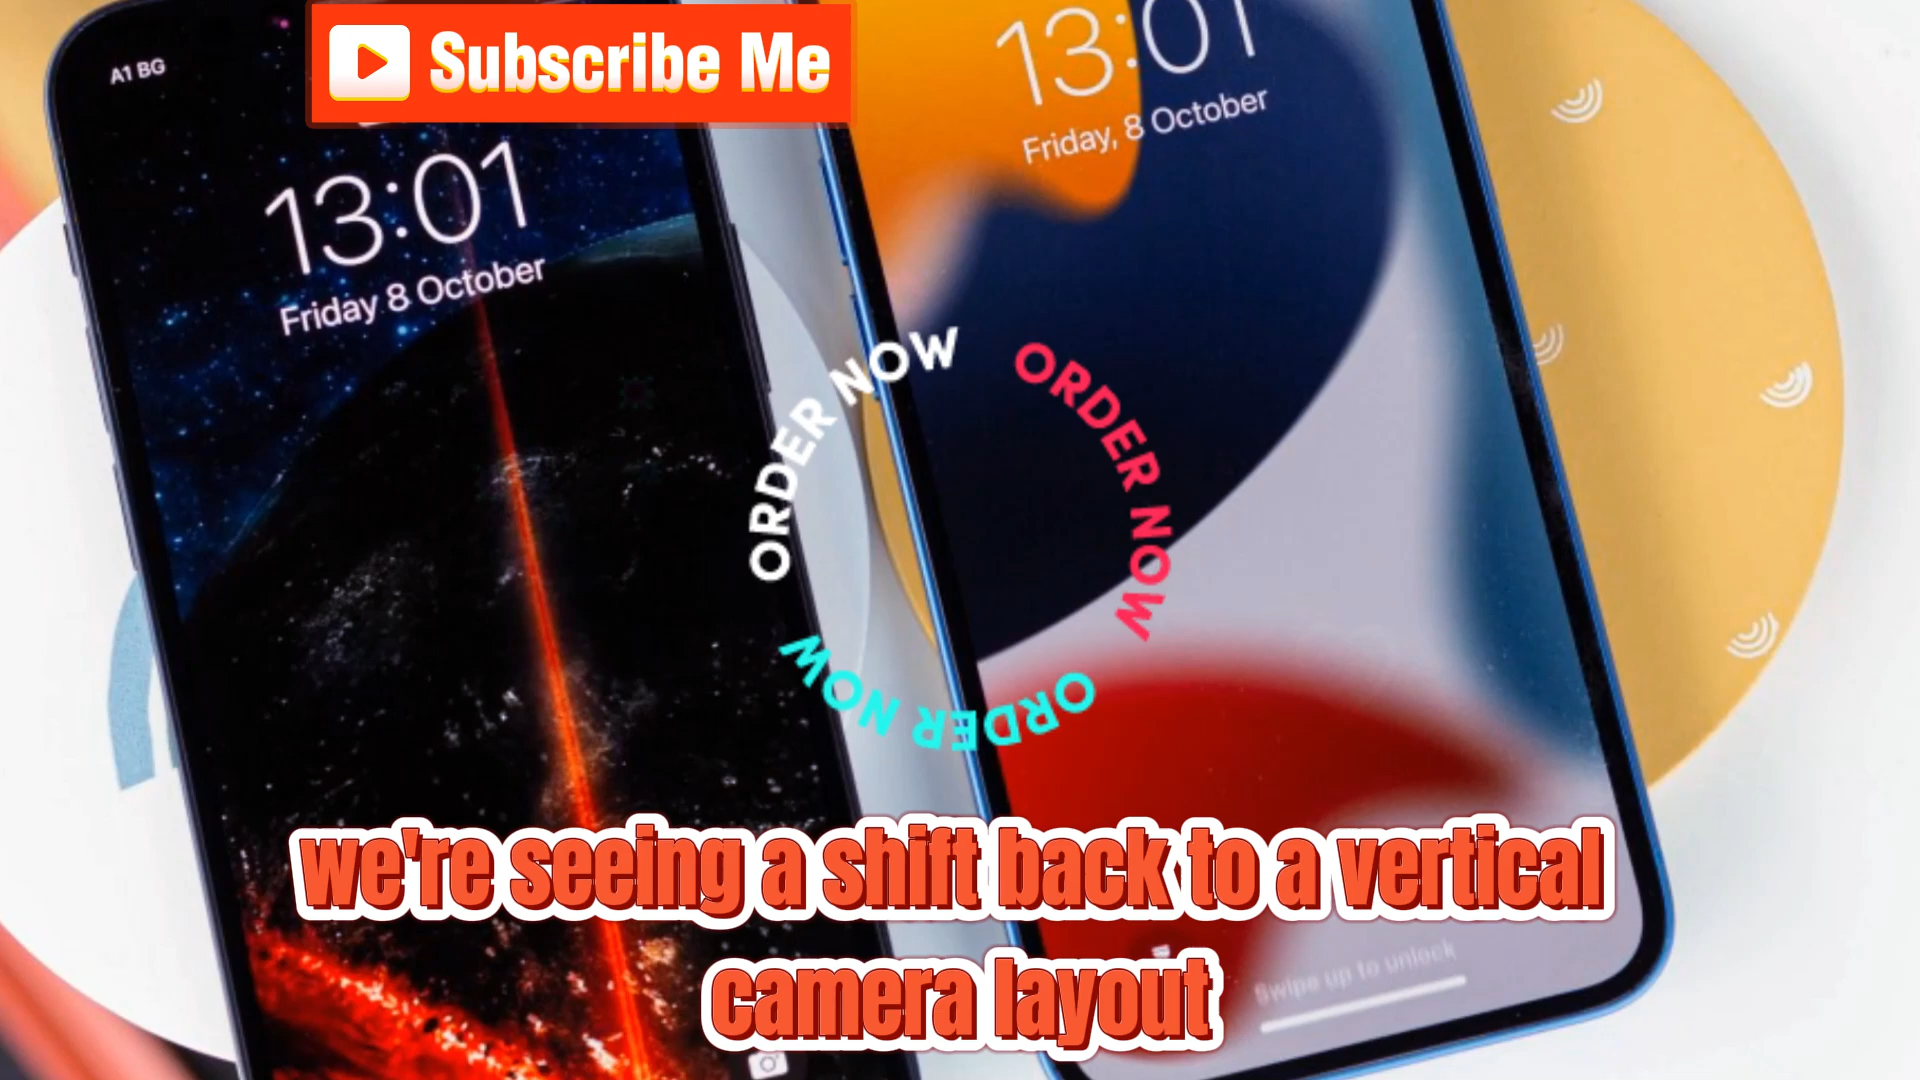 A1 BG
Subscribe Me
13:01
Friday 8 October
13:01
Friday, 8 October
ORDER NOW
ORDER NOW
ORDER NOW
Swipe up to unlock
we're seeing a shift back to a vertical
camera layout